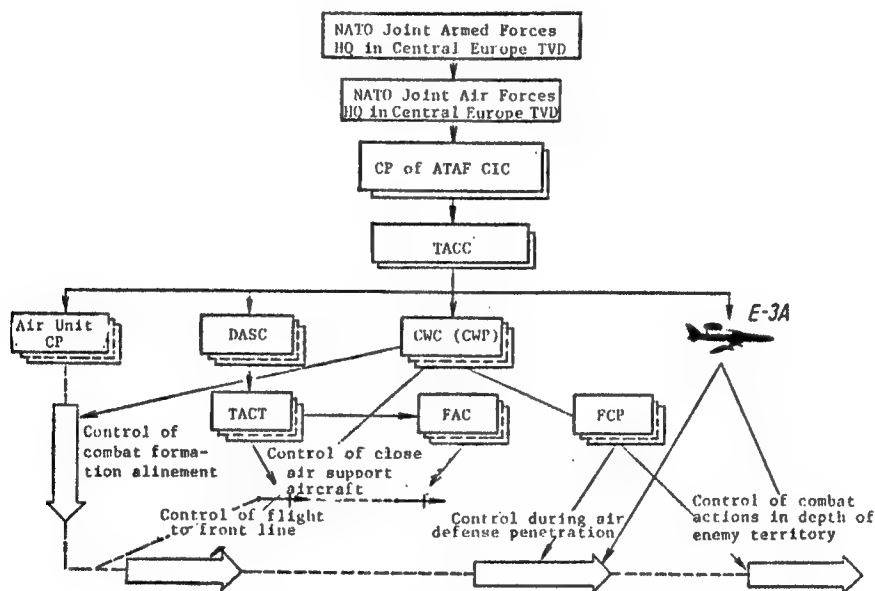 NATO Joint Armed Forces
HQ in Central Europe TVD
NATO Joint Air Forces
HQ in Central Europe TVD
CP of ATAF CIC
TACC
Air Unit
CP
DASC
CWC (CWP)
E-3A
TACT
FAC
FCP
Control of
combat forma-
tion alinement
Control of close
air support
aircraft
Control of flight
to front line
Control during air
defense penetration
Control of combat
actions in depth of
enemy territory